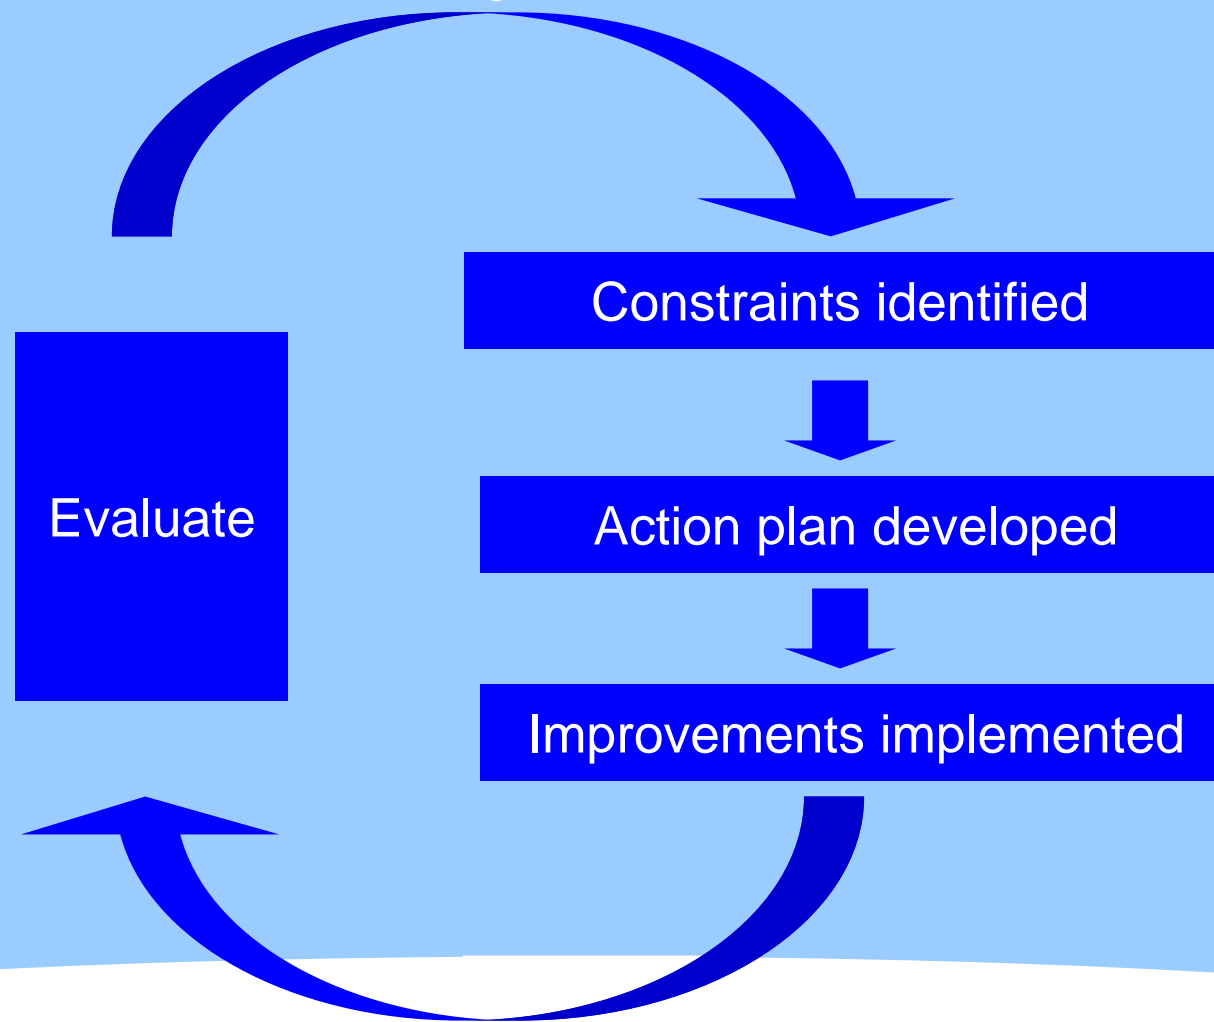 Constraints identified
Evaluate
Action plan developed
Improvements implemented